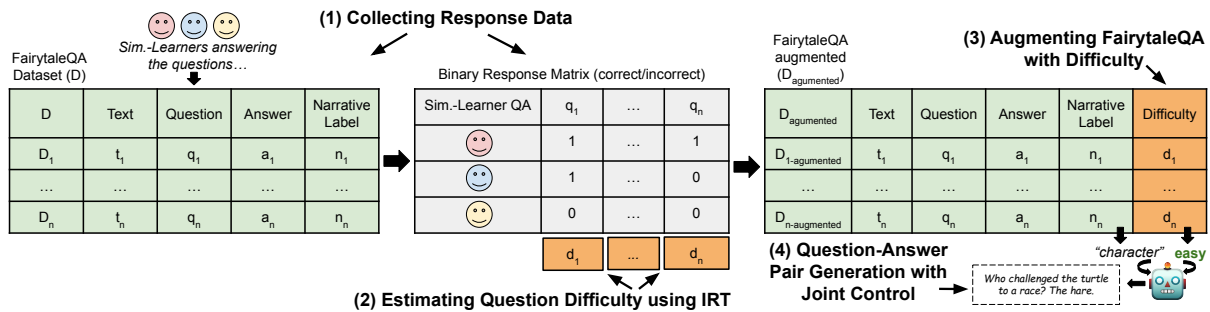 (1) Collecting Response Data
Sim.-Learners answering
the questions…
FairytaleQA
Dataset (D)
D Text Question Answer Narrative Label
D1 t1 q1 a1 n1
… … … … …
Dn tn qn an nn
Binary Response Matrix (correct/incorrect)
Sim.-Learner QA q1 … qn
1 … 1
1 … 0
0 … 0
d1 ... dn
(2) Estimating Question Difficulty using IRT
FairytaleQA
augmented
(Dagumented)
(3) Augmenting FairytaleQA
with Difficulty
Dagumented Text Question Answer Narrative Label Difficulty
D1-agumented t1 q1 a1 n1 d1
… … … … … …
Dn-augmented tn qn an nn dn
(4) Question-Answer
Pair Generation with
Joint Control
"character" easy
Who challenged the turtle
to a race? The hare.